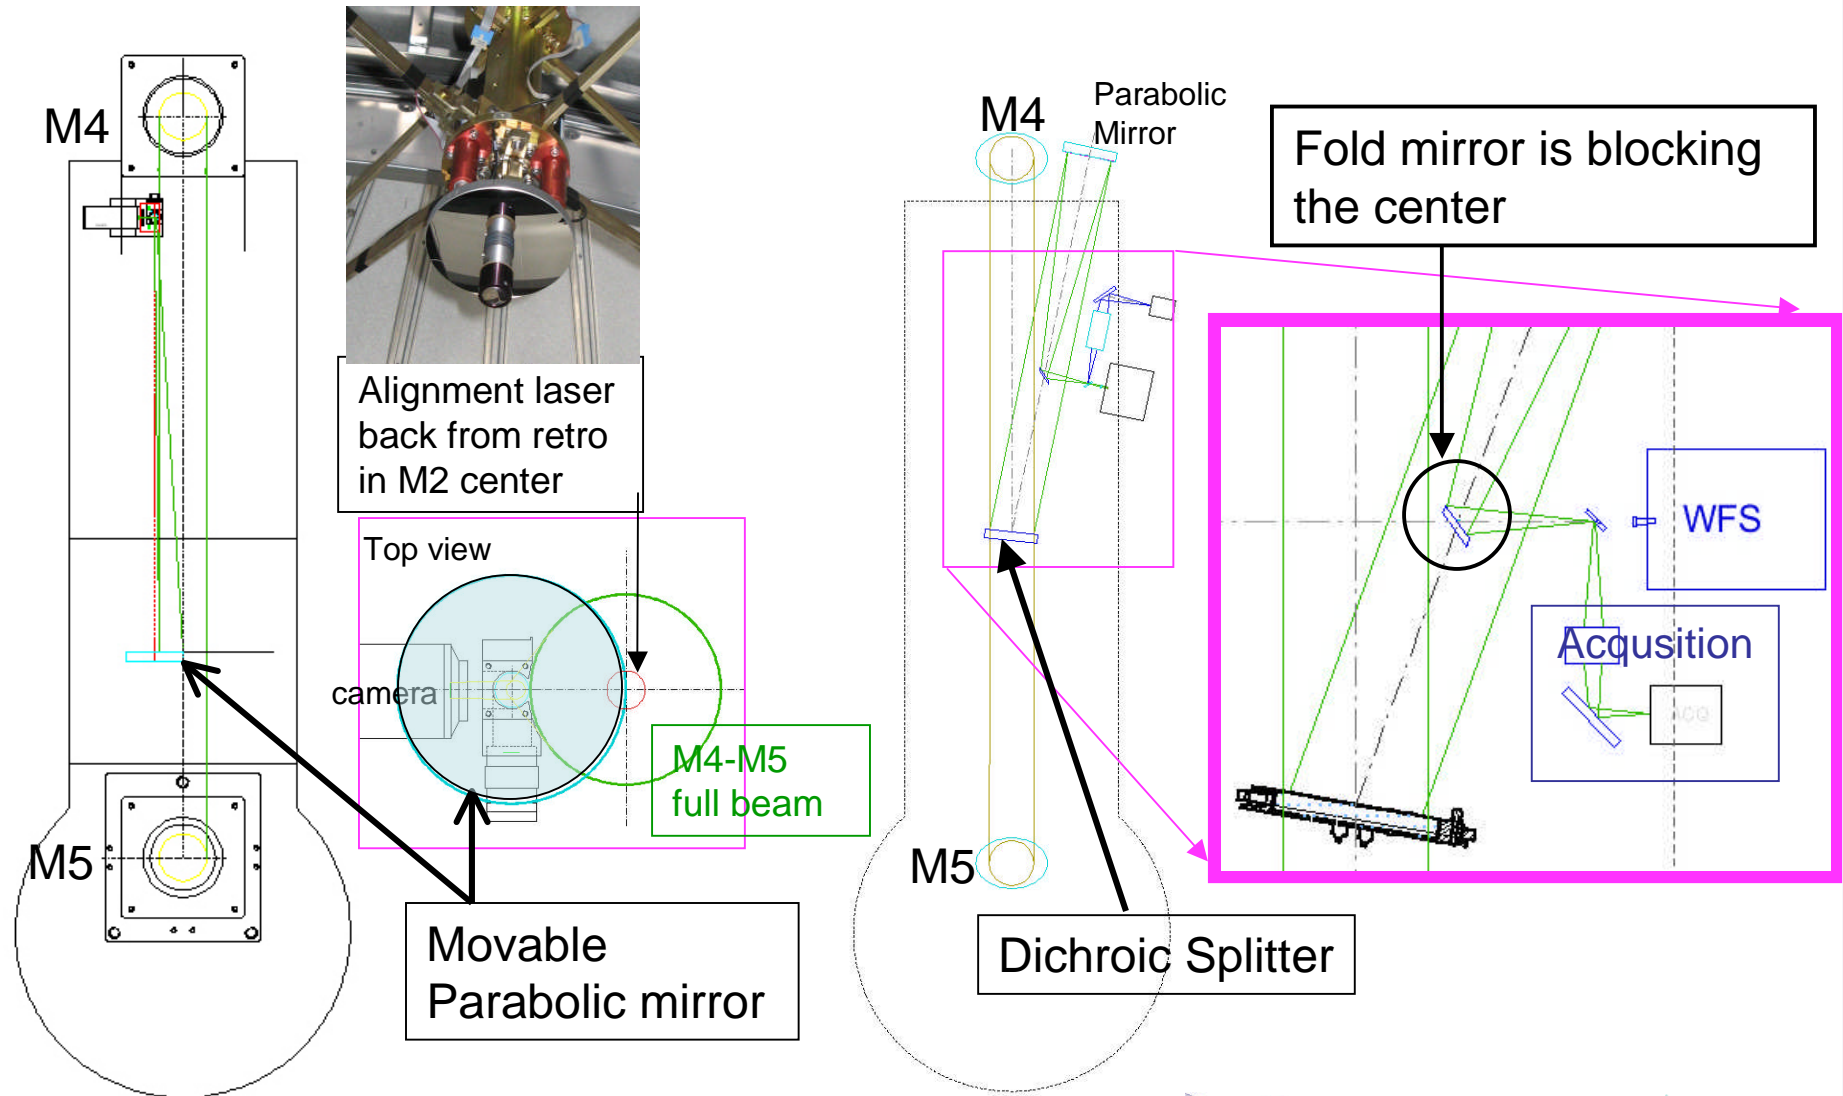 M4
Alignment laser
back from retro
in M2 center
Top view
camera
M4-M5
full beam
M5
Movable
Parabolic mirror
M4
Parabolic
Mirror
M5
Dichroic Splitter
Fold mirror is blocking
the center
WFS
Acqusition
ACQ